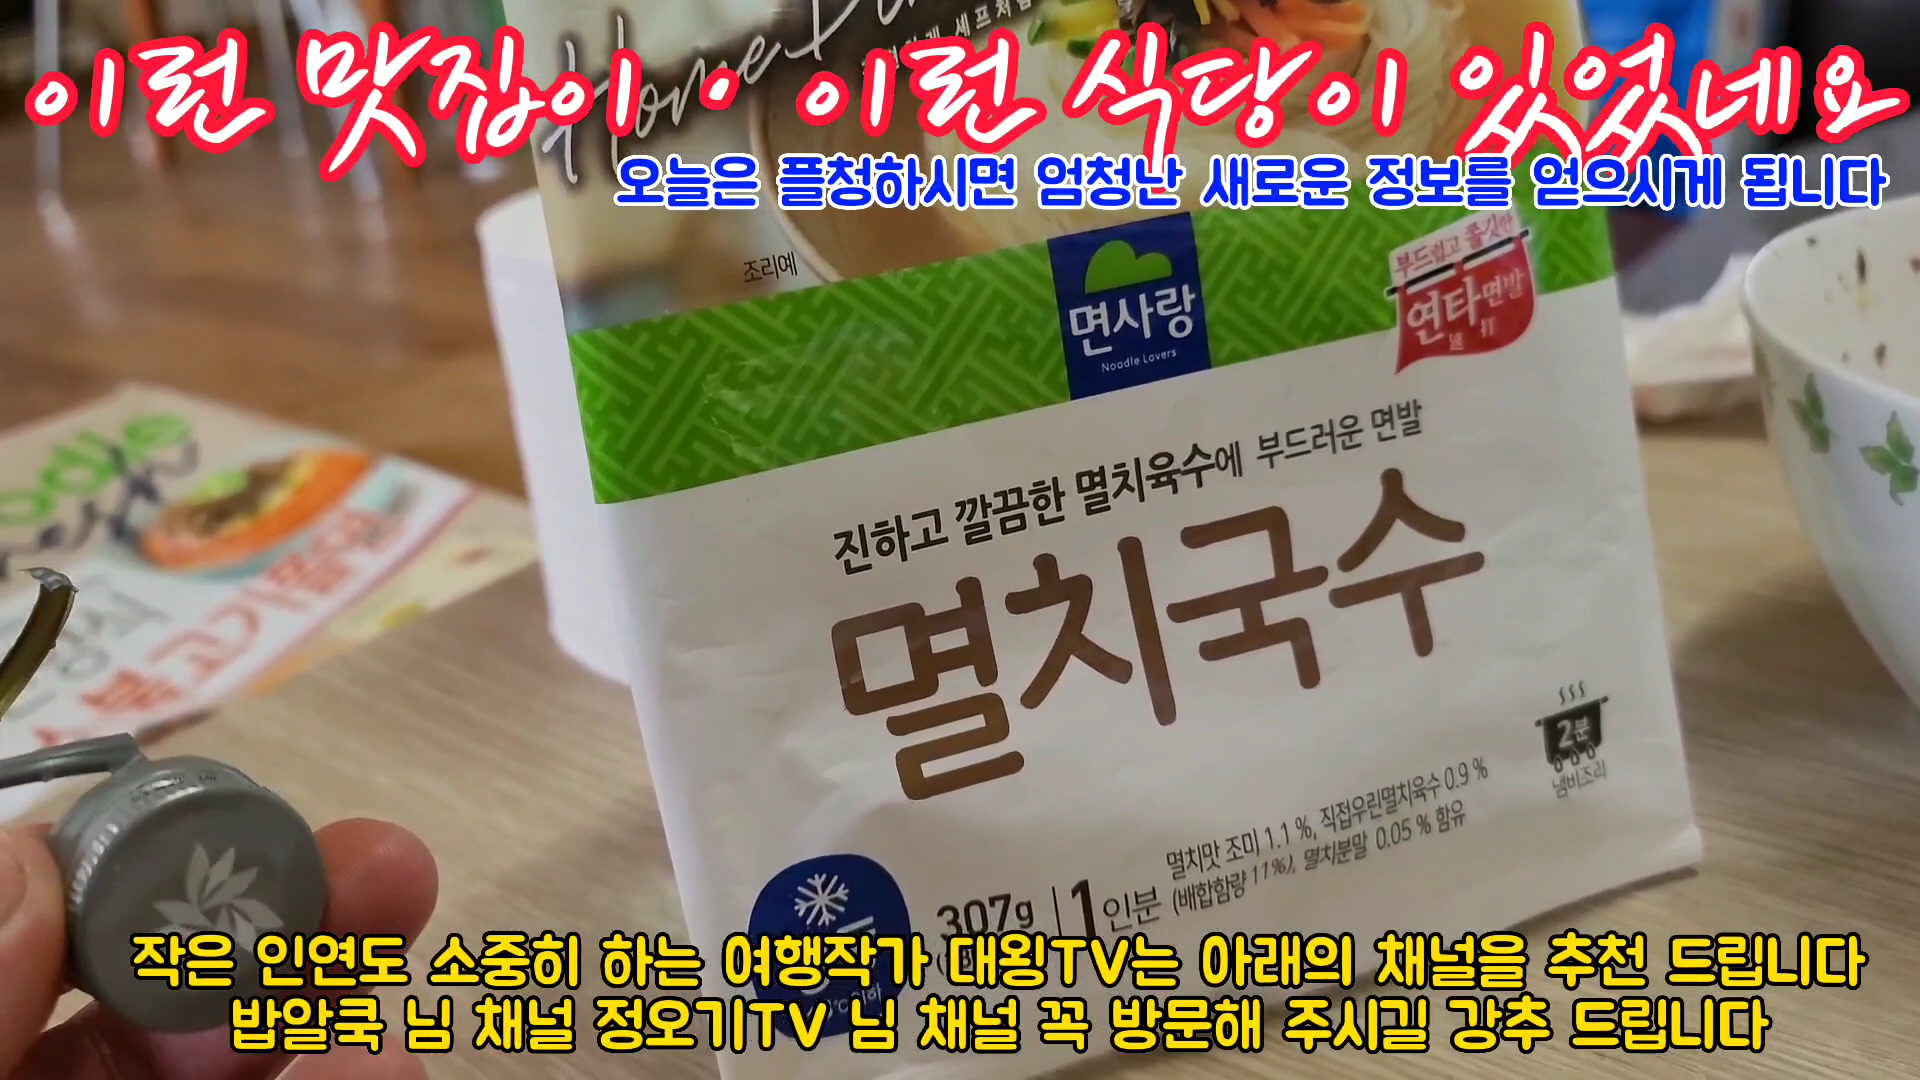 이런 맛집이 · 이런 식당이 있었네요
오늘은 플청하시면 엄청난 새로운 정보를 얻으시게 됩니다
Home
조리예
면사랑
Noodle Lovers
부드럽고 쫄깃한
연타면발
진하고 깔끔한 멸치육수에 부드러운 면발
멸치국수
2분
냄비조리
멸치맛 조미 1.1 %, 직접우린멸치육수 0.9 %
(배합함량 11%), 멸치분말 0.05 % 함유
307g | 1인분
불고기쫄면
작은 인연도 소중히 하는 여행작가 대욍TV는 아래의 채널을 추천 드립니다
밥알쿡 님 채널 정오기TV 님 채널 꼭 방문해 주시길 강추 드립니다